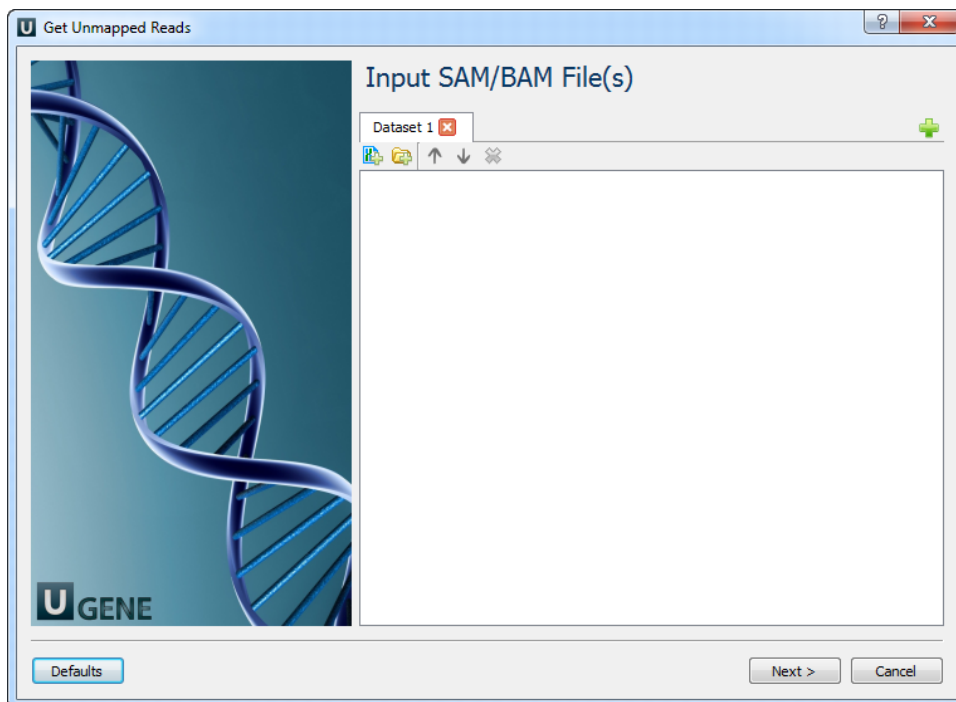 U Get Unmapped Reads
?
Input SAM/BAM File(s)
Dataset 1
U GENE
Defaults
Next >
Cancel